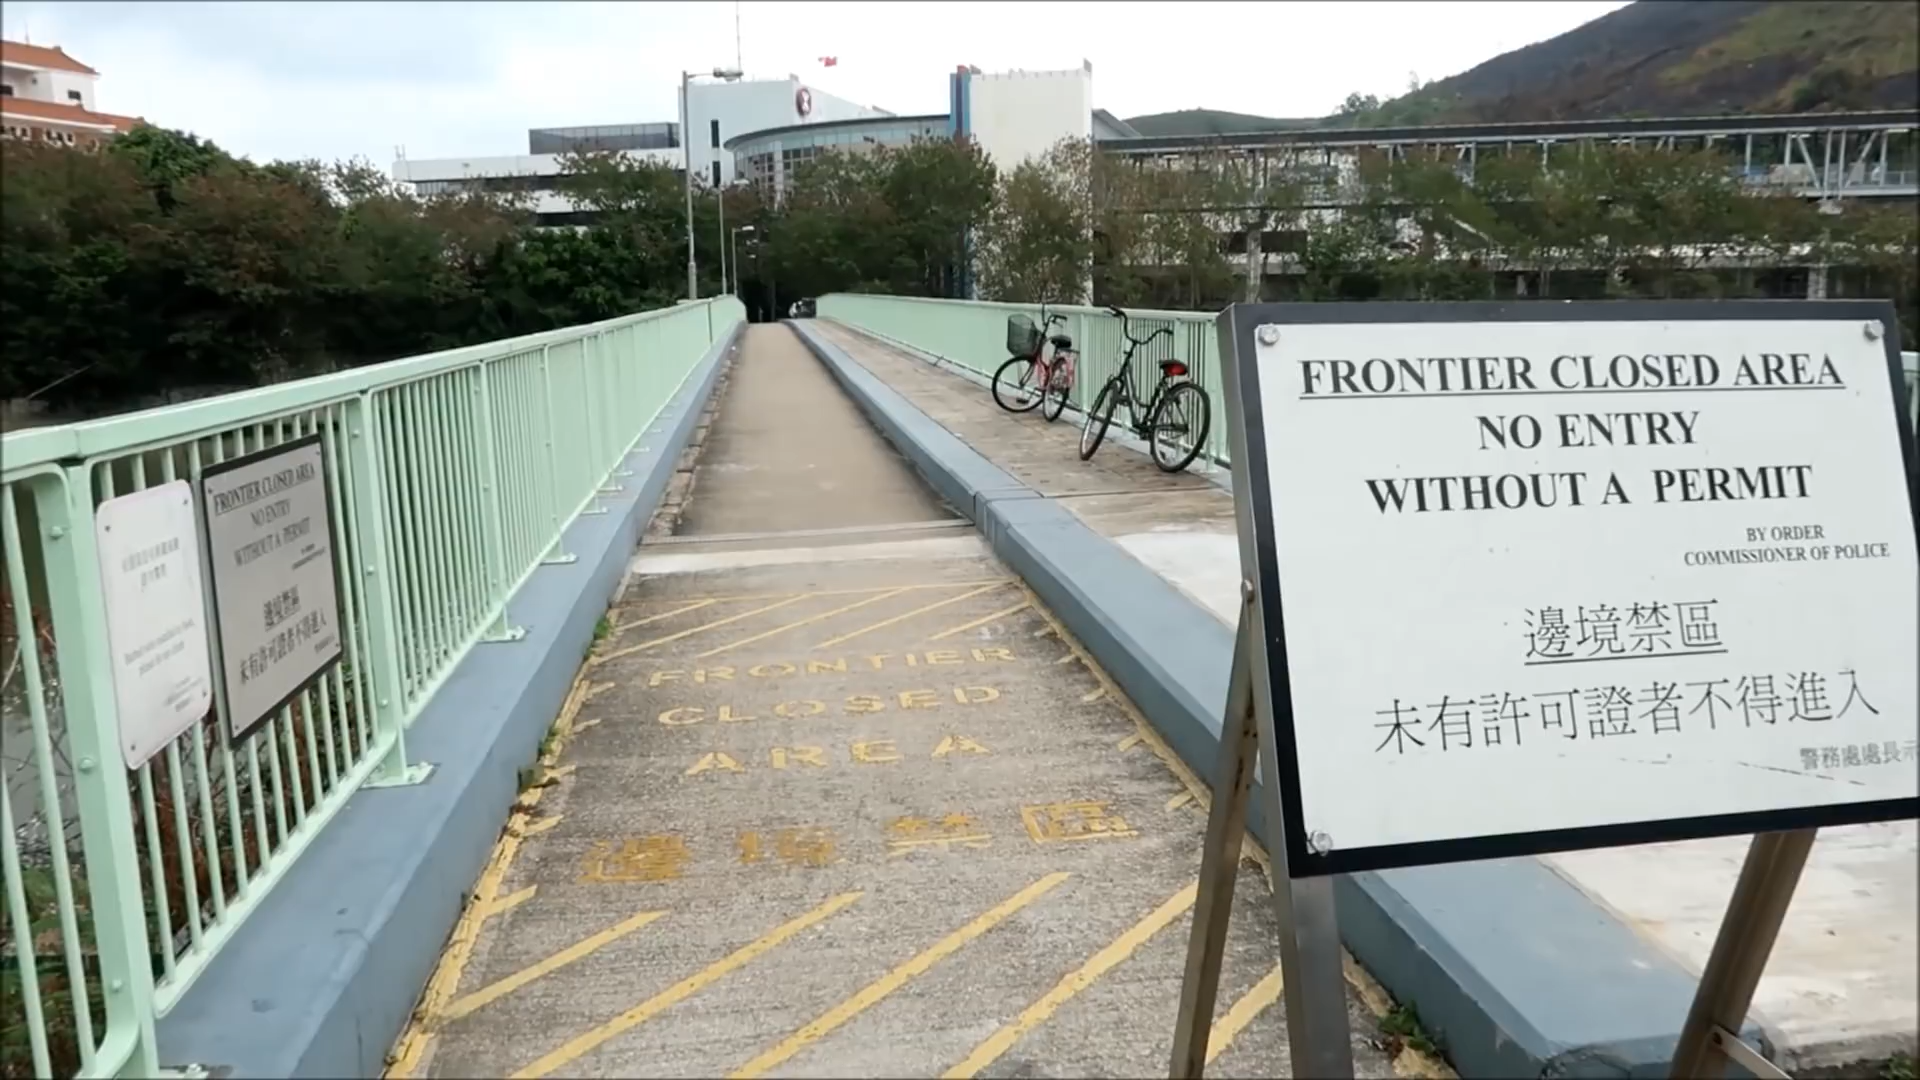 FRONTIER CLOSED AREA
NO ENTRY
WITHOUT A PERMIT
BY ORDER
COMMISSIONER OF POLICE
邊境禁區
未有許可證者不得進入
警務處處長示
FRONTIER CLOSED AREA
NO ENTRY
WITHOUT A PERMIT
邊境禁區
未有許可證者不得進入
FRONTIER
CLOSED
AREA
邊境禁區